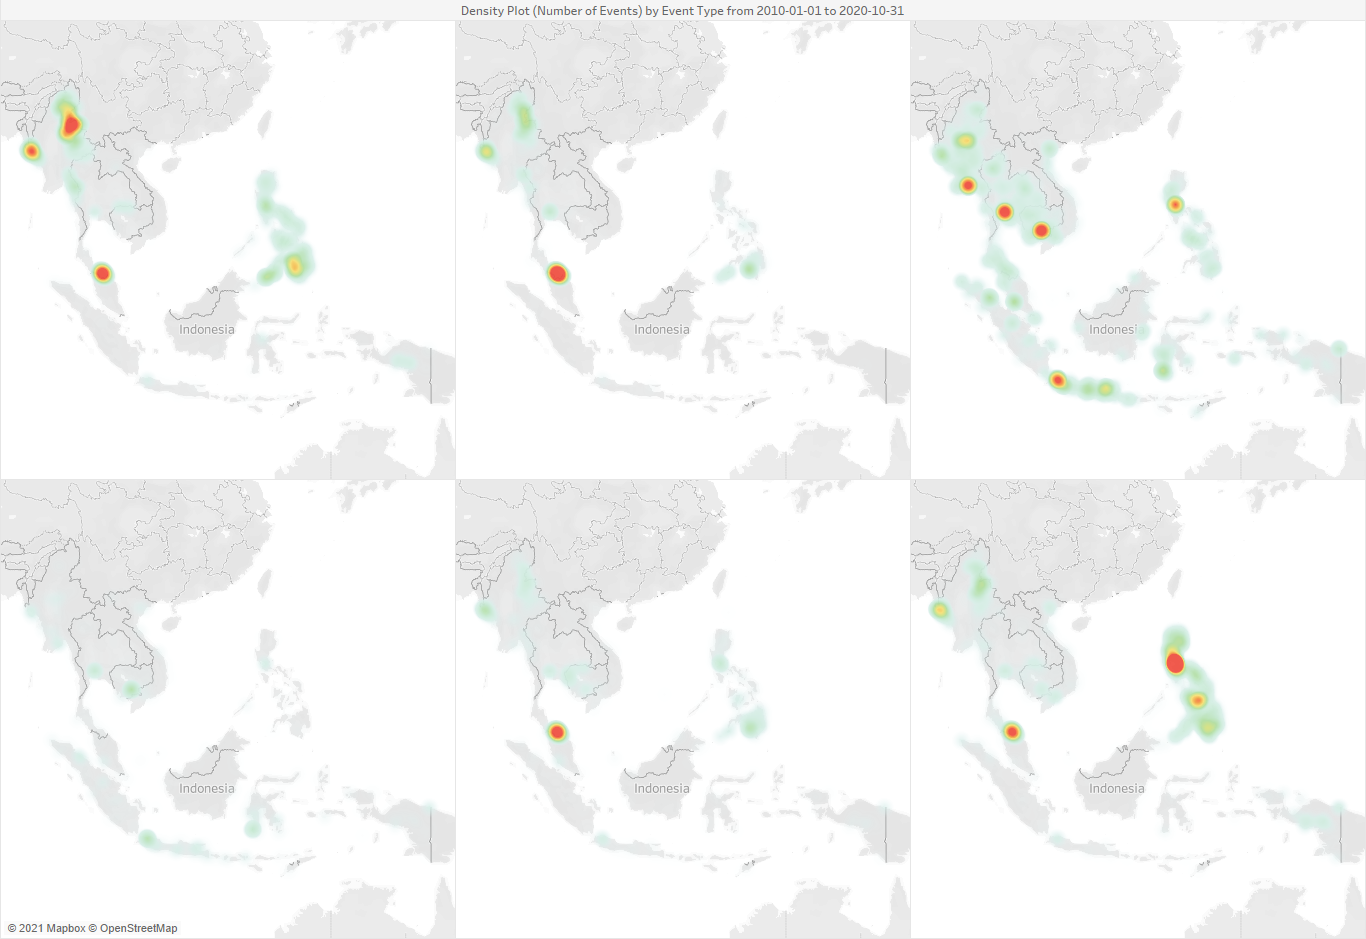 Density Plot (Number of Events) by Event Type from 2010-01-01 to 2020-10-31
Indonesia
Indonesia
Indonesi
Indonesia
Indonesia
Indonesia
© 2021 Mapbox © OpenStreetMap